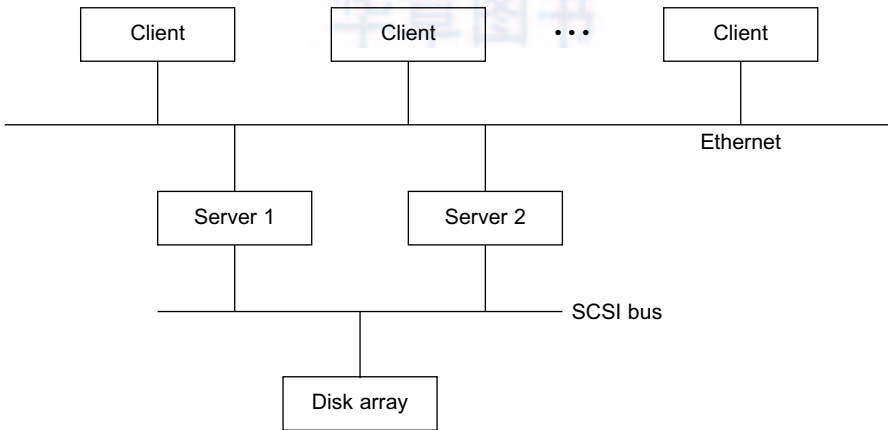 Client
Client
• • •
Client
Ethernet
Server 1
Server 2
SCSI bus
Disk array